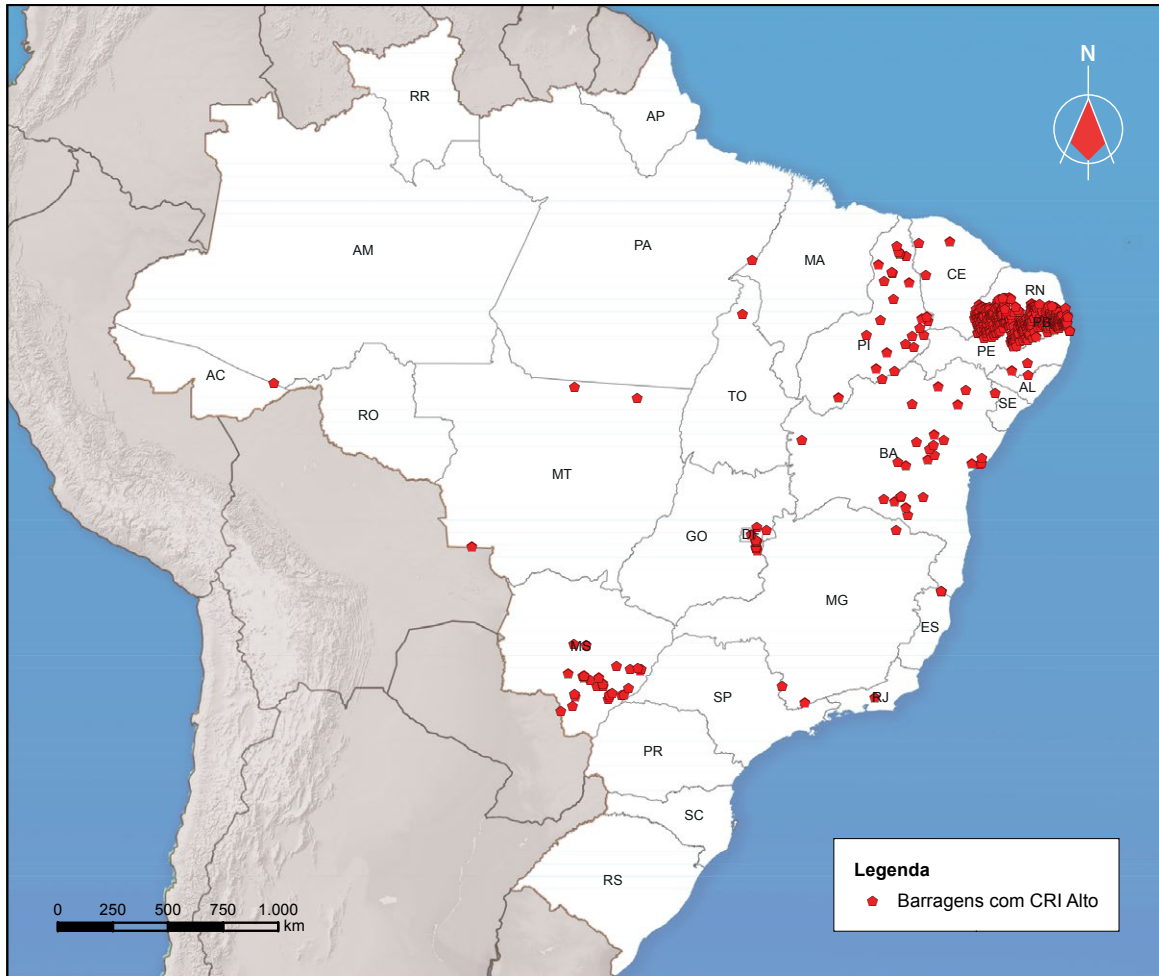 N
RR
AP
AM
PA
MA
CE
RN
PB
PI
PE
AC
AL
TO
SE
RO
BA
MT
DF
GO
MG
MS
ES
SP
RJ
PR
SC
RS
Legenda
Barragens com CRI Alto
0 250 500 750 1.000
km